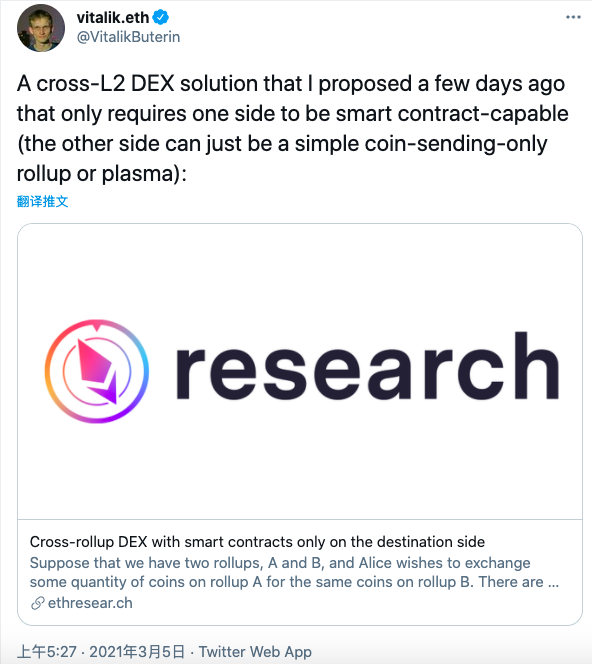 vitalik.eth
@VitalikButerin
A cross-L2 DEX solution that I proposed a few days ago
that only requires one side to be smart contract-capable
(the other side can just be a simple coin-sending-only
rollup or plasma):
翻译推文
research
Cross-rollup DEX with smart contracts only on the destination side
Suppose that we have two rollups, A and B, and Alice wishes to exchange
some quantity of coins on rollup A for the same coins on rollup B. There are ...
ethresear.ch
上午5:27 · 2021年3月5日 · Twitter Web App